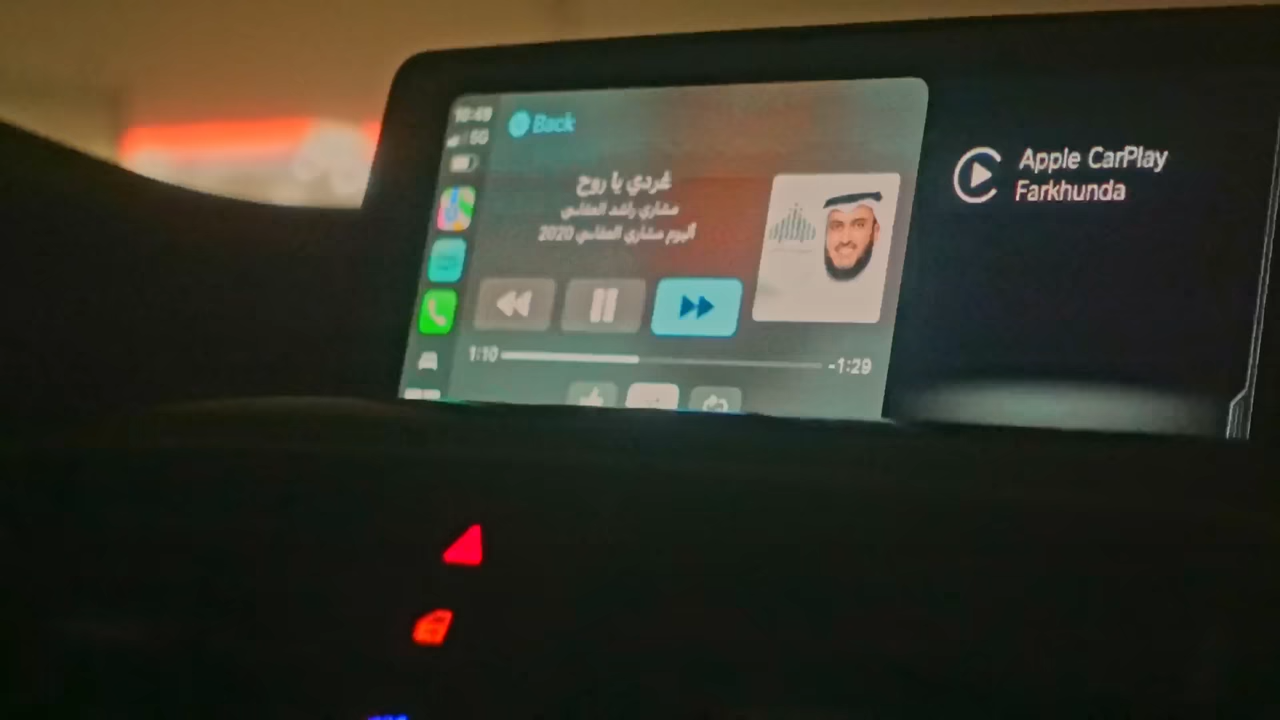 10:49
5G
Back
غردي يا روح
مشاري راشد العفاسي
ألبوم مشاري العفاسي 2020
1:10
-1:29
Apple CarPlay
Farkhunda